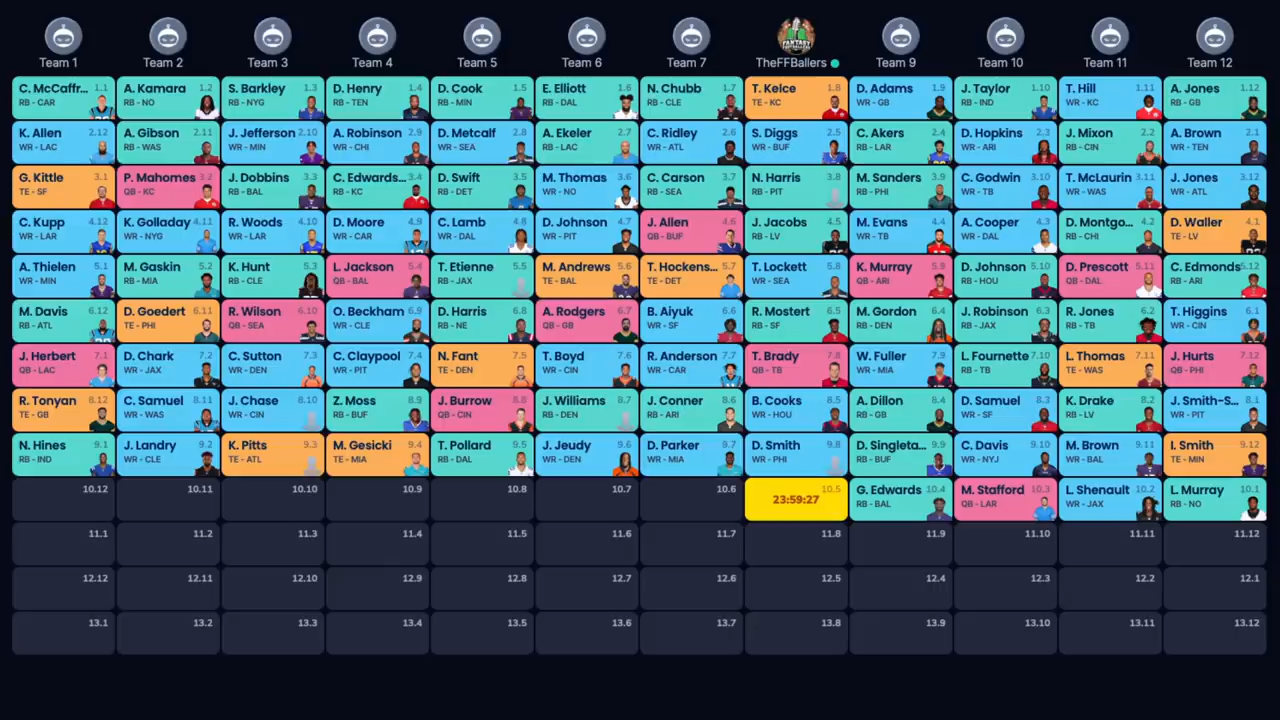 FANTASY
FOOTBALLERS
Team 1 Team 2 Team 3 Team 4 Team 5 Team 6 Team 7 TheFFBallers Team 9 Team 10 Team 11 Team 12
C. McCaffr... 1.1 A. Kamara 1.2 S. Barkley 1.3 D. Henry 1.4 D. Cook 1.5 E. Elliott 1.6 N. Chubb 1.7 T. Kelce 1.8 D. Adams 1.9 J. Taylor 1.10 T. Hill 1.11 A. Jones 1.12
RB - CAR RB - NO RB - NYG RB - TEN RB - MIN RB - DAL RB - CLE TE - KC WR - GB RB - IND WR - KC RB - GB
K. Allen 2.12 A. Gibson 2.11 J. Jefferson 2.10 A. Robinson 2.9 D. Metcalf 2.8 A. Ekeler 2.7 C. Ridley 2.6 S. Diggs 2.5 C. Akers 2.4 D. Hopkins 2.3 J. Mixon 2.2 A. Brown 2.1
WR - LAC RB - WAS WR - MIN WR - CHI WR - SEA RB - LAC WR - ATL WR - BUF RB - LAR WR - ARI RB - CIN WR - TEN
G. Kittle 3.1 P. Mahomes 3.2 J. Dobbins 3.3 C. Edwards... 3.4 D. Swift 3.5 M. Thomas 3.6 C. Carson 3.7 N. Harris 3.8 M. Sanders 3.9 C. Godwin 3.10 T. McLaurin 3.11 J. Jones 3.12
TE - SF QB - KC RB - BAL RB - KC RB - DET WR - NO RB - SEA RB - PIT RB - PHI WR - TB WR - WAS WR - ATL
C. Kupp 4.12 K. Golladay 4.11 R. Woods 4.10 D. Moore 4.9 C. Lamb 4.8 D. Johnson 4.7 J. Allen 4.6 J. Jacobs 4.5 M. Evans 4.4 A. Cooper 4.3 D. Montgo... 4.2 D. Waller 4.1
WR - LAR WR - NYG WR - LAR WR - CAR WR - DAL WR - PIT QB - BUF RB - LV WR - TB WR - DAL RB - CHI TE - LV
A. Thielen 5.1 M. Gaskin 5.2 K. Hunt 5.3 L. Jackson 5.4 T. Etienne 5.5 M. Andrews 5.6 T. Hockens... 5.7 T. Lockett 5.8 K. Murray 5.9 D. Johnson 5.10 D. Prescott 5.11 C. Edmonds 5.12
WR - MIN RB - MIA RB - CLE QB - BAL RB - JAX TE - BAL TE - DET WR - SEA QB - ARI RB - HOU QB - DAL RB - ARI
M. Davis 6.12 D. Goedert 6.11 R. Wilson 6.10 O. Beckham 6.9 D. Harris 6.8 A. Rodgers 6.7 B. Aiyuk 6.6 R. Mostert 6.5 M. Gordon 6.4 J. Robinson 6.3 R. Jones 6.2 T. Higgins 6.1
RB - ATL TE - PHI QB - SEA WR - CLE RB - NE QB - GB WR - SF RB - SF RB - DEN RB - JAX RB - TB WR - CIN
J. Herbert 7.1 D. Chark 7.2 C. Sutton 7.3 C. Claypool 7.4 N. Fant 7.5 T. Boyd 7.6 R. Anderson 7.7 T. Brady 7.8 W. Fuller 7.9 L. Fournette 7.10 L. Thomas 7.11 J. Hurts 7.12
QB - LAC WR - JAX WR - DEN WR - PIT TE - DEN WR - CIN WR - CAR QB - TB WR - MIA RB - TB TE - WAS QB - PHI
R. Tonyan 8.12 C. Samuel 8.11 J. Chase 8.10 Z. Moss 8.9 J. Burrow 8.8 J. Williams 8.7 J. Conner 8.6 B. Cooks 8.5 A. Dillon 8.4 D. Samuel 8.3 K. Drake 8.2 J. Smith-S... 8.1
TE - GB WR - WAS WR - CIN RB - BUF QB - CIN RB - DEN RB - ARI WR - HOU RB - GB WR - SF RB - LV WR - PIT
N. Hines 9.1 J. Landry 9.2 K. Pitts 9.3 M. Gesicki 9.4 T. Pollard 9.5 J. Jeudy 9.6 D. Parker 9.7 D. Smith 9.8 D. Singleta... 9.9 C. Davis 9.10 M. Brown 9.11 I. Smith 9.12
RB - IND WR - CLE TE - ATL TE - MIA RB - DAL WR - DEN WR - MIA WR - PHI RB - BUF WR - NYJ WR - BAL TE - MIN
10.12 10.11 10.10 10.9 10.8 10.7 10.6 10.5 G. Edwards 10.4 M. Stafford 10.3 L. Shenault 10.2 L. Murray 10.1
23:59:27 RB - BAL QB - LAR WR - JAX RB - NO
11.1 11.2 11.3 11.4 11.5 11.6 11.7 11.8 11.9 11.10 11.11 11.12
12.12 12.11 12.10 12.9 12.8 12.7 12.6 12.5 12.4 12.3 12.2 12.1
13.1 13.2 13.3 13.4 13.5 13.6 13.7 13.8 13.9 13.10 13.11 13.12